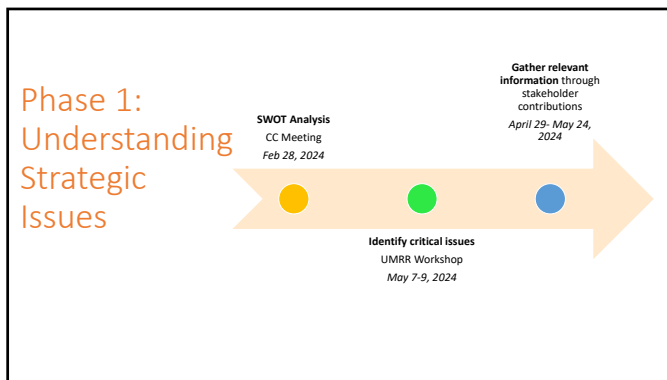 Phase 1:
Understanding
Strategic
Issues
SWOT Analysis
CC Meeting
Feb 28, 2024
Identify critical issues
UMRR Workshop
May 7-9, 2024
Gather relevant
information through
stakeholder
contributions
April 29- May 24,
2024